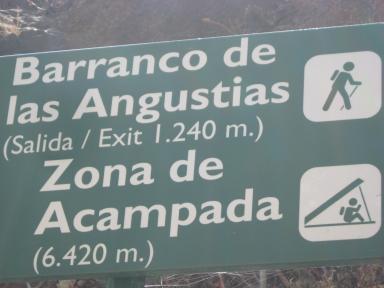 Barranco de
las Angustias
(Salida / Exit 1.240 m.)
Zona de
Acampada
(6.420 m.)